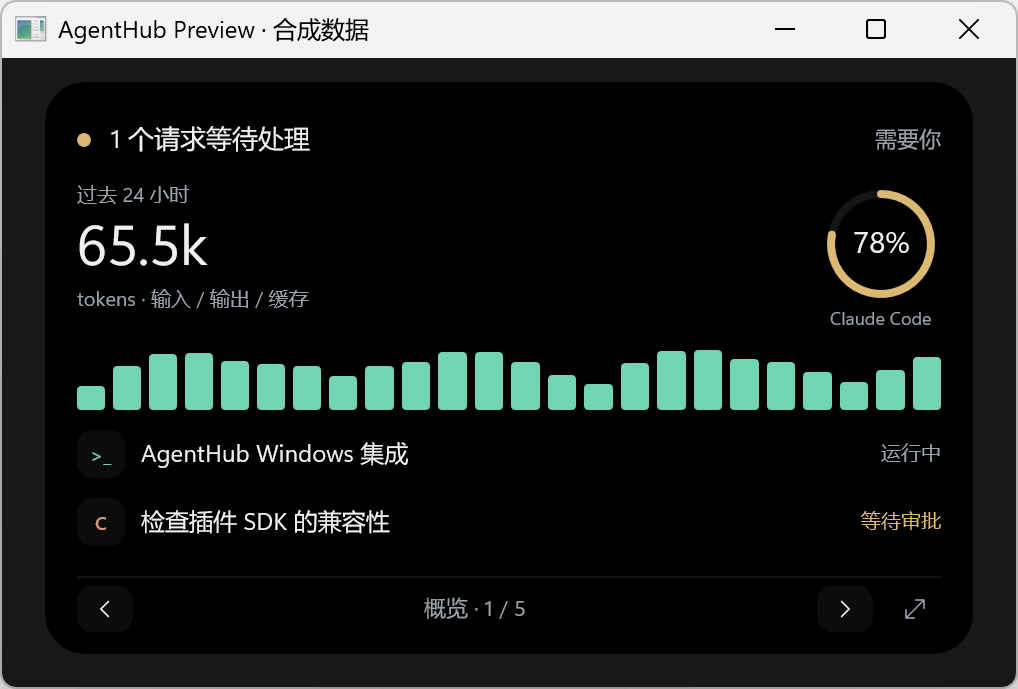 AgentHub Preview · 合成数据
1 个请求等待处理
需要你
过去 24 小时
65.5k
tokens · 输入 / 输出 / 缓存
78%
Claude Code
>_
AgentHub Windows 集成
运行中
C
检查插件 SDK 的兼容性
等待审批
概览 · 1 / 5